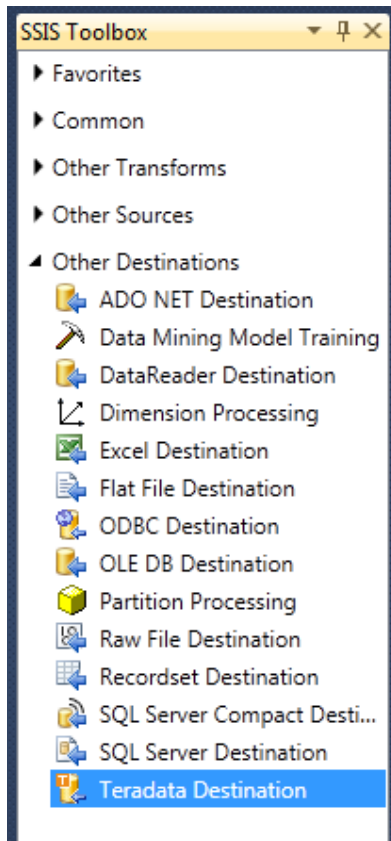 SSIS Toolbox
Favorites
Common
Other Transforms
Other Sources
Other Destinations
ADO NET Destination
Data Mining Model Training
DataReader Destination
Dimension Processing
Excel Destination
Flat File Destination
ODBC Destination
OLE DB Destination
Partition Processing
Raw File Destination
Recordset Destination
SQL Server Compact Desti...
SQL Server Destination
Teradata Destination